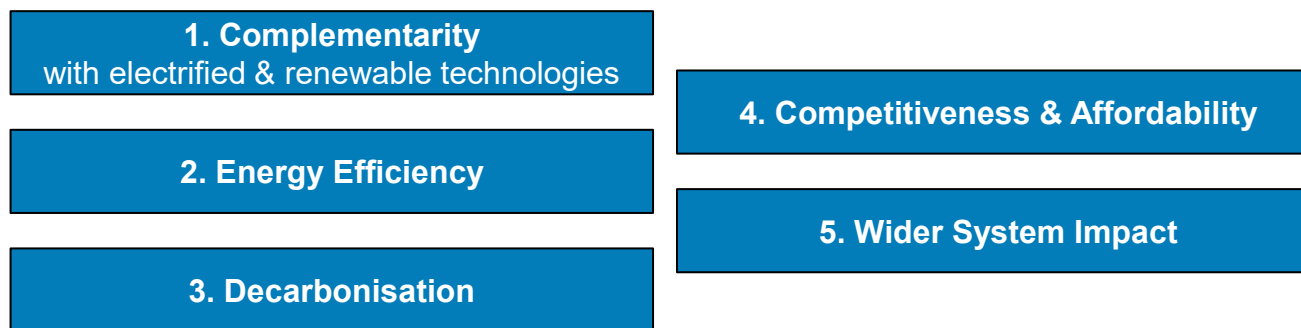 1. Complementarity
with electrified & renewable technologies
2. Energy Efficiency
3. Decarbonisation
4. Competitiveness & Affordability
5. Wider System Impact